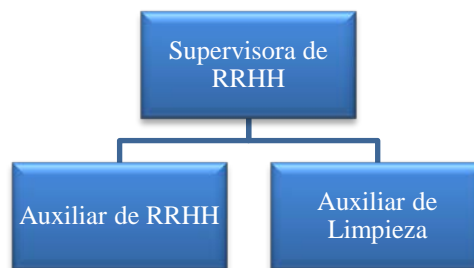 Supervisora de
RRHH
Auxiliar de RRHH
Auxiliar de
Limpieza